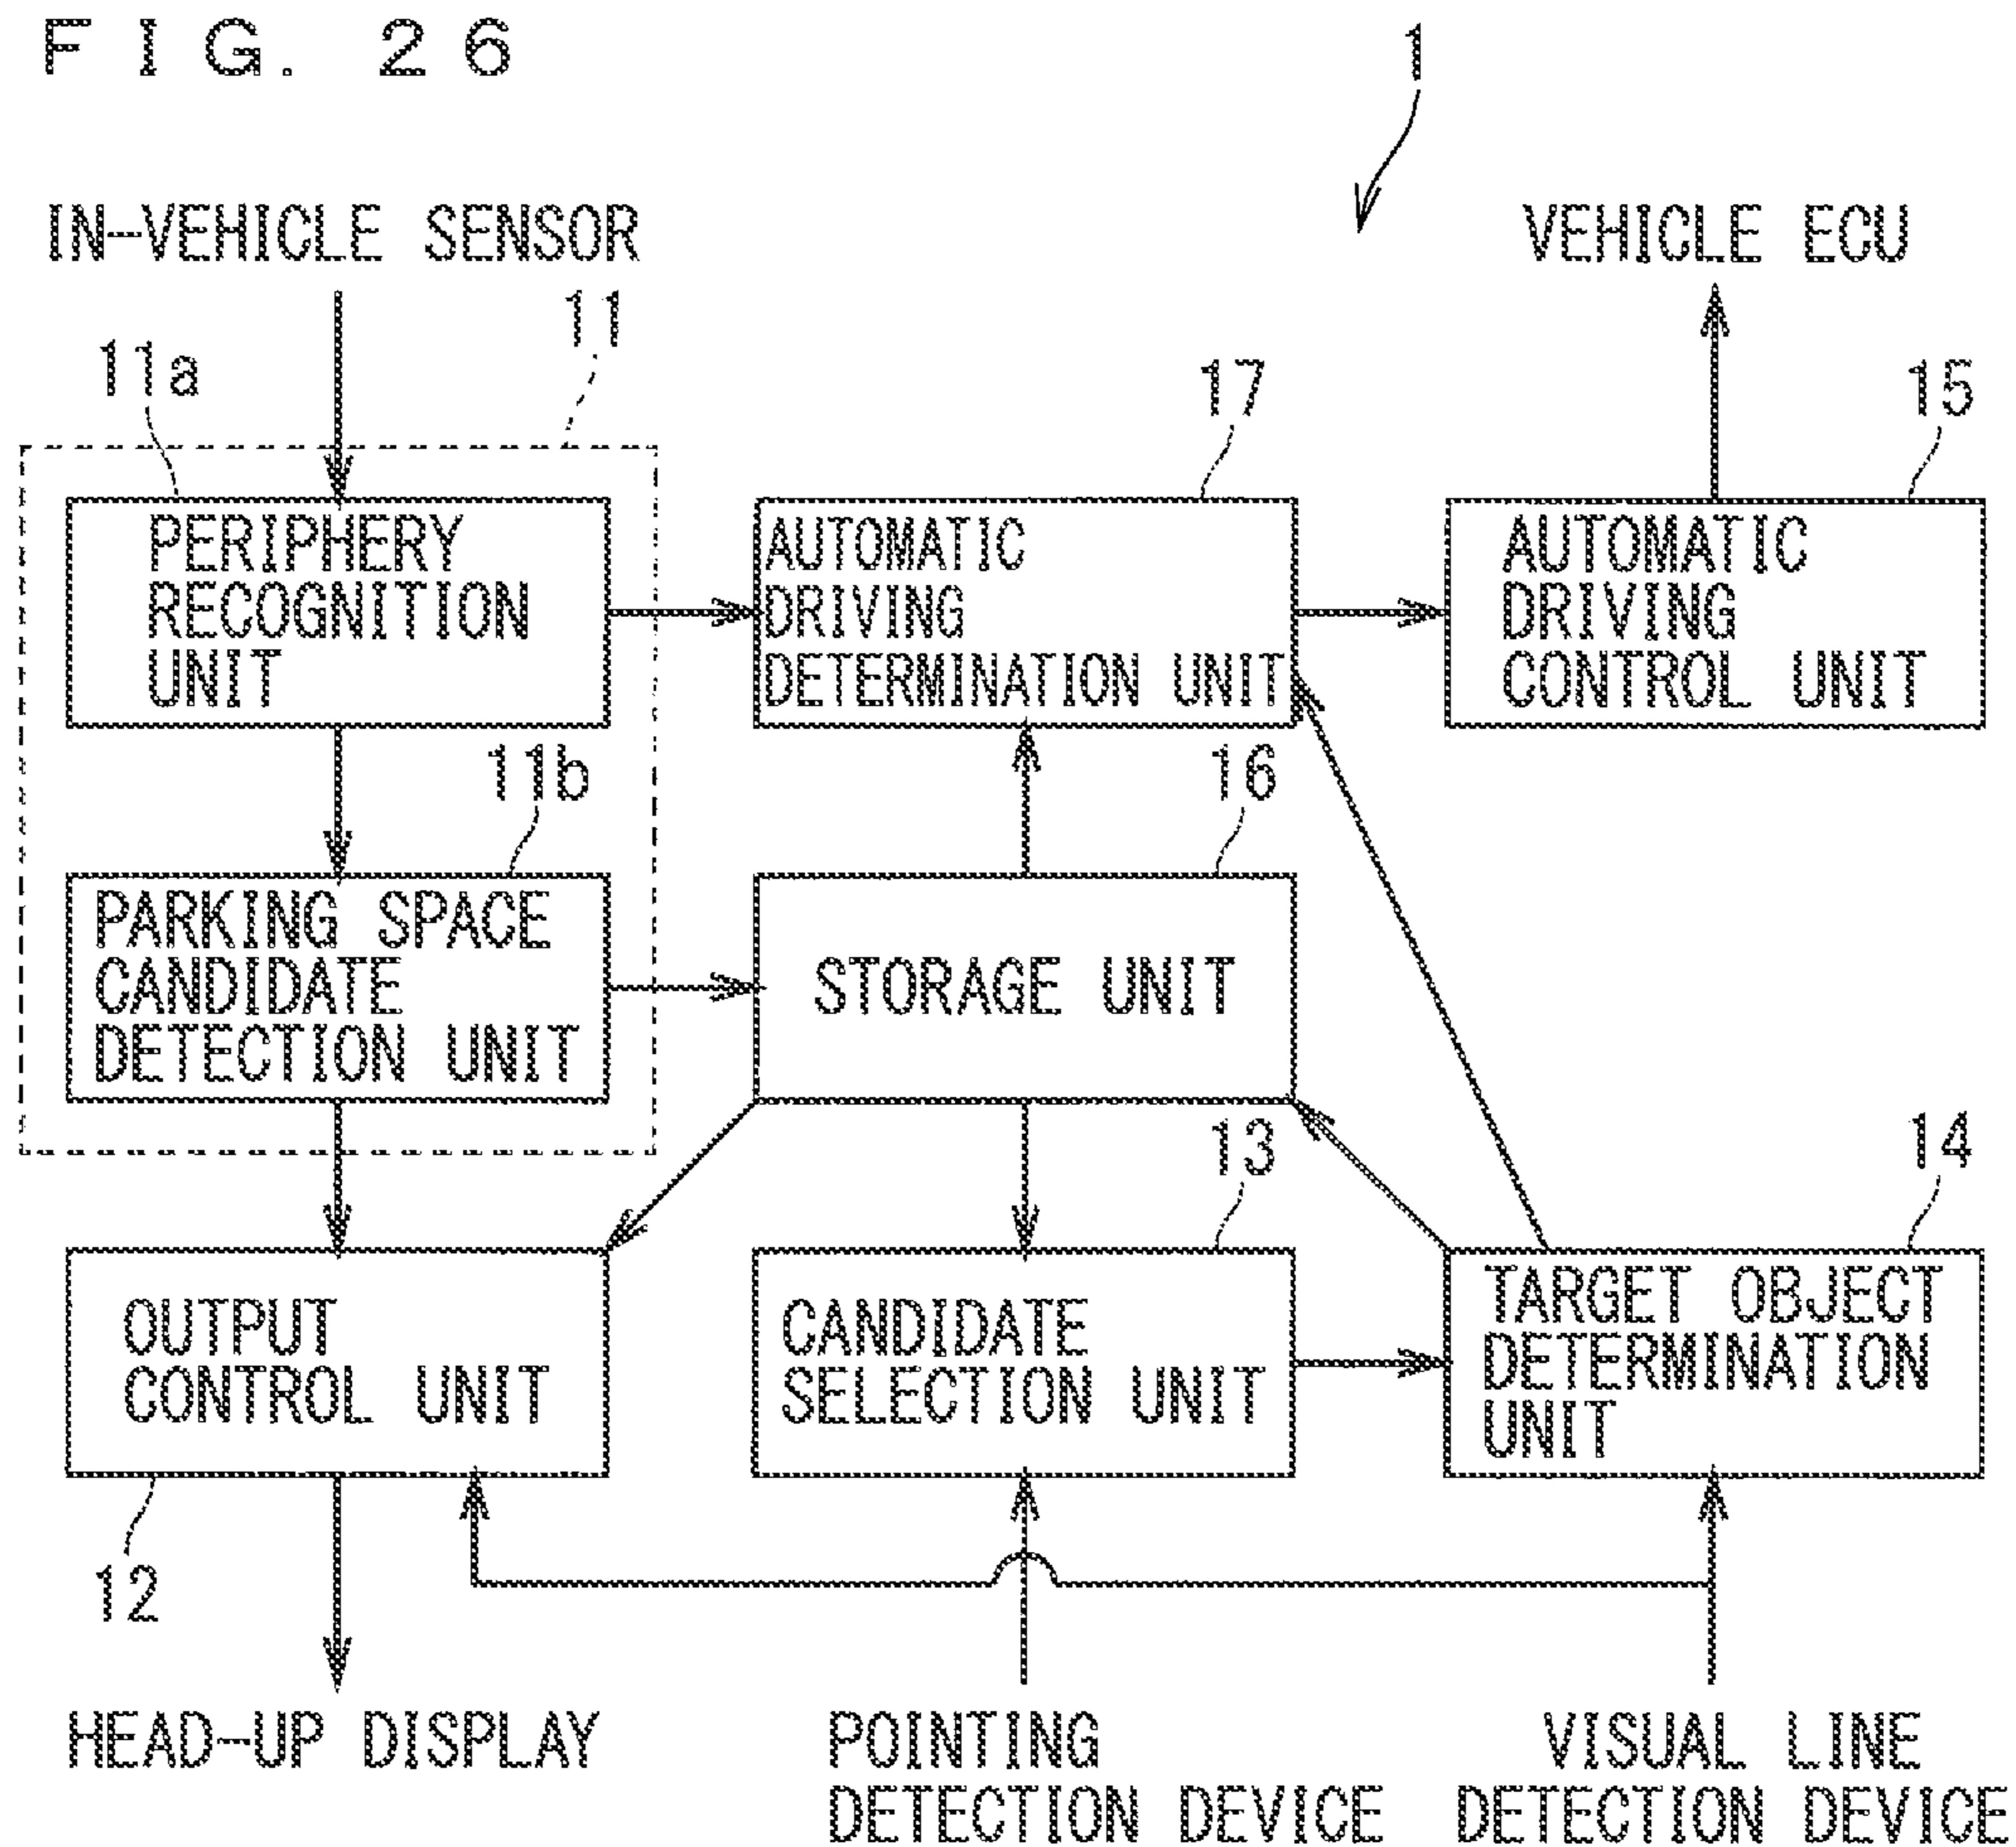 FIG. 26
1
IN-VEHICLE SENSOR
VEHICLE ECU
11
11a
17
15
PERIPHERY
RECOGNITION
UNIT
AUTOMATIC
DRIVING
DETERMINATION UNIT
AUTOMATIC
DRIVING
CONTROL UNIT
11b
16
PARKING SPACE
CANDIDATE
DETECTION UNIT
STORAGE UNIT
13
14
OUTPUT
CONTROL UNIT
CANDIDATE
SELECTION UNIT
TARGET OBJECT
DETERMINATION
UNIT
12
HEAD-UP DISPLAY
POINTING
DETECTION DEVICE
VISUAL LINE
DETECTION DEVICE